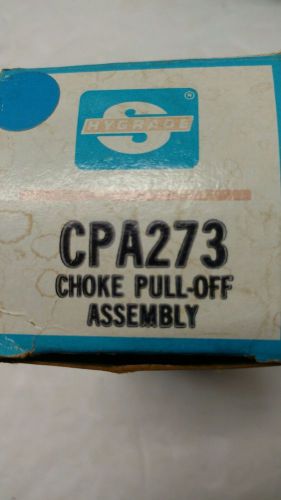 S
HYGRADE
®
CPA273
CHOKE PULL-OFF
ASSEMBLY